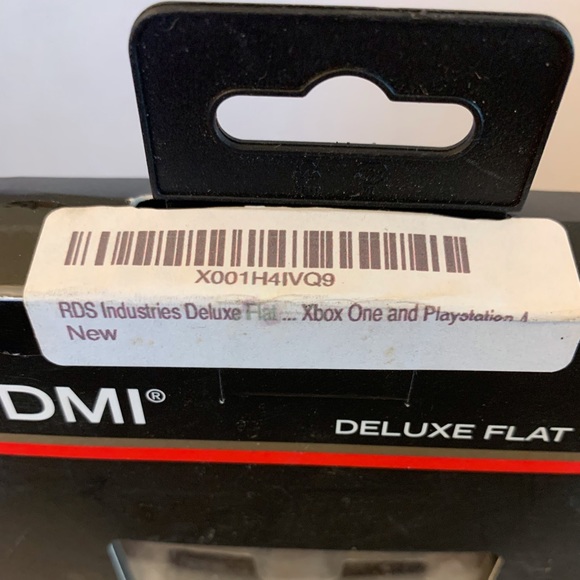 X001H4IVQ9
RDS Industries Deluxe Flat ... Xbox One and Playstation 4
New
DMI®
DELUXE FLAT